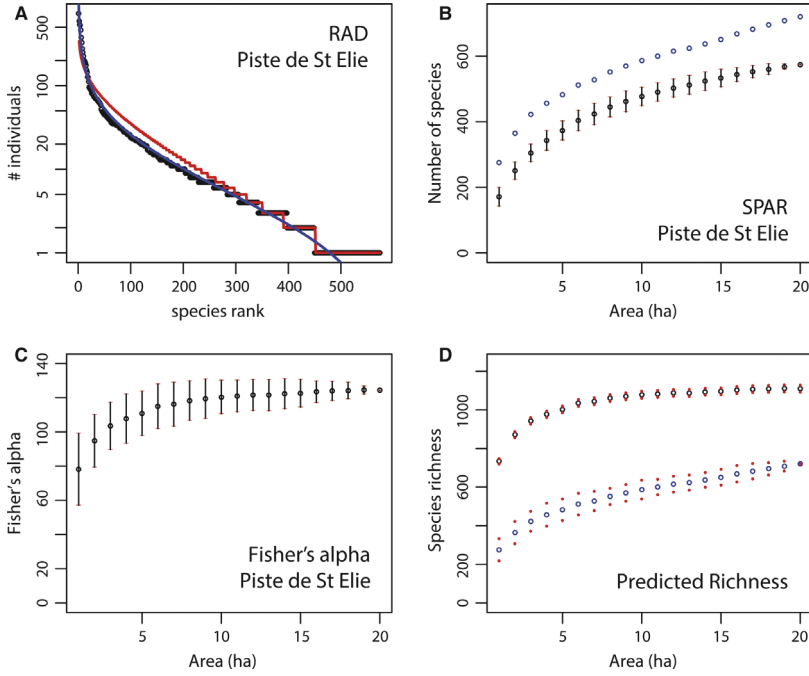 A
RAD
Piste de St Elie
# individuals
500
100
20
5
1
0
100
200
300
400
500
species rank
B
Number of species
600
400
200
0
SPAR
Piste de St Elie
5
10
15
20
Area (ha)
C
Fisher's alpha
140
100
60
20
0
Fisher's alpha
Piste de St Elie
5
10
15
20
Area (ha)
D
Species richness
1000
600
200
0
Predicted Richness
5
10
15
20
Area (ha)